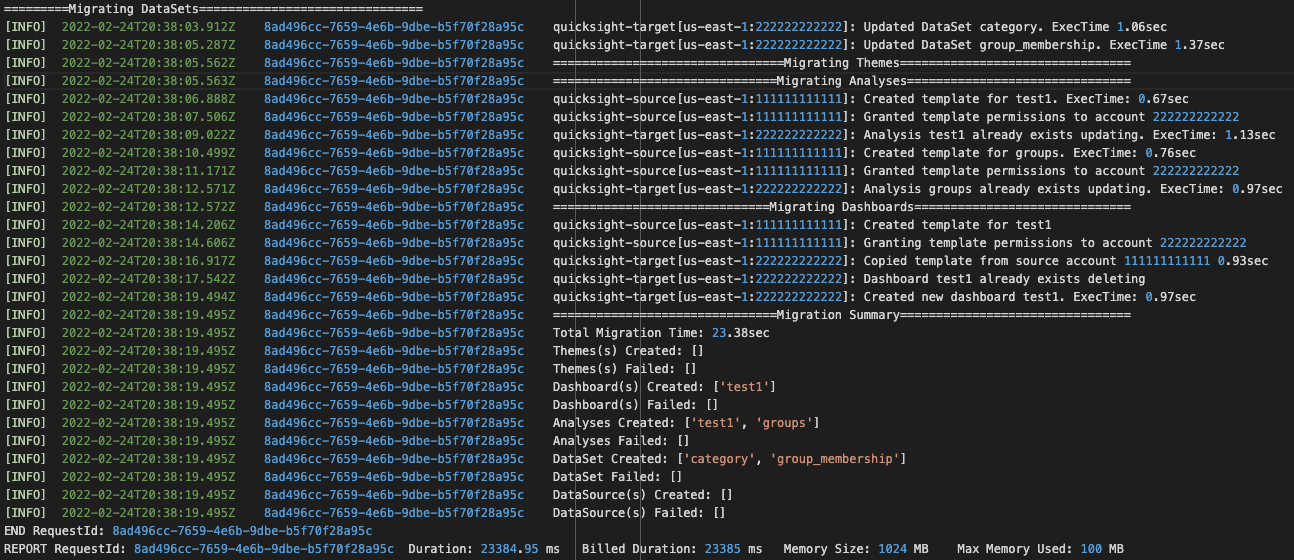 =========Migrating DataSets===============================
[INFO] 2022-02-24T20:38:03.912Z 8ad496cc-7659-4e6b-9dbe-b5f70f28a95c quicksight-target[us-east-1:222222222222]: Updated DataSet category. ExecTime 1.06sec
[INFO] 2022-02-24T20:38:05.287Z 8ad496cc-7659-4e6b-9dbe-b5f70f28a95c quicksight-target[us-east-1:222222222222]: Updated DataSet group_membership. ExecTime 1.37sec
[INFO] 2022-02-24T20:38:05.562Z 8ad496cc-7659-4e6b-9dbe-b5f70f28a95c ================================Migrating Themes================================
[INFO] 2022-02-24T20:38:05.563Z 8ad496cc-7659-4e6b-9dbe-b5f70f28a95c ===============================Migrating Analyses===============================
[INFO] 2022-02-24T20:38:06.888Z 8ad496cc-7659-4e6b-9dbe-b5f70f28a95c quicksight-source[us-east-1:111111111111]: Created template for test1. ExecTime: 0.67sec
[INFO] 2022-02-24T20:38:07.506Z 8ad496cc-7659-4e6b-9dbe-b5f70f28a95c quicksight-source[us-east-1:111111111111]: Granted template permissions to account 222222222222
[INFO] 2022-02-24T20:38:09.022Z 8ad496cc-7659-4e6b-9dbe-b5f70f28a95c quicksight-target[us-east-1:222222222222]: Analysis test1 already exists updating. ExecTime: 1.13sec
[INFO] 2022-02-24T20:38:10.499Z 8ad496cc-7659-4e6b-9dbe-b5f70f28a95c quicksight-source[us-east-1:111111111111]: Created template for groups. ExecTime: 0.76sec
[INFO] 2022-02-24T20:38:11.171Z 8ad496cc-7659-4e6b-9dbe-b5f70f28a95c quicksight-source[us-east-1:111111111111]: Granted template permissions to account 222222222222
[INFO] 2022-02-24T20:38:12.571Z 8ad496cc-7659-4e6b-9dbe-b5f70f28a95c quicksight-target[us-east-1:222222222222]: Analysis groups already exists updating. ExecTime: 0.97sec
[INFO] 2022-02-24T20:38:12.572Z 8ad496cc-7659-4e6b-9dbe-b5f70f28a95c ==============================Migrating Dashboards==============================
[INFO] 2022-02-24T20:38:14.206Z 8ad496cc-7659-4e6b-9dbe-b5f70f28a95c quicksight-source[us-east-1:111111111111]: Created template for test1
[INFO] 2022-02-24T20:38:14.606Z 8ad496cc-7659-4e6b-9dbe-b5f70f28a95c quicksight-source[us-east-1:111111111111]: Granting template permissions to account 222222222222
[INFO] 2022-02-24T20:38:16.917Z 8ad496cc-7659-4e6b-9dbe-b5f70f28a95c quicksight-target[us-east-1:222222222222]: Copied template from source account 111111111111 0.93sec
[INFO] 2022-02-24T20:38:17.542Z 8ad496cc-7659-4e6b-9dbe-b5f70f28a95c quicksight-target[us-east-1:222222222222]: Dashboard test1 already exists deleting
[INFO] 2022-02-24T20:38:19.494Z 8ad496cc-7659-4e6b-9dbe-b5f70f28a95c quicksight-target[us-east-1:222222222222]: Created new dashboard test1. ExecTime: 0.97sec
[INFO] 2022-02-24T20:38:19.495Z 8ad496cc-7659-4e6b-9dbe-b5f70f28a95c ===============================Migration Summary================================
[INFO] 2022-02-24T20:38:19.495Z 8ad496cc-7659-4e6b-9dbe-b5f70f28a95c Total Migration Time: 23.38sec
[INFO] 2022-02-24T20:38:19.495Z 8ad496cc-7659-4e6b-9dbe-b5f70f28a95c Themes(s) Created: []
[INFO] 2022-02-24T20:38:19.495Z 8ad496cc-7659-4e6b-9dbe-b5f70f28a95c Themes(s) Failed: []
[INFO] 2022-02-24T20:38:19.495Z 8ad496cc-7659-4e6b-9dbe-b5f70f28a95c Dashboard(s) Created: ['test1']
[INFO] 2022-02-24T20:38:19.495Z 8ad496cc-7659-4e6b-9dbe-b5f70f28a95c Dashboard(s) Failed: []
[INFO] 2022-02-24T20:38:19.495Z 8ad496cc-7659-4e6b-9dbe-b5f70f28a95c Analyses Created: ['test1', 'groups']
[INFO] 2022-02-24T20:38:19.495Z 8ad496cc-7659-4e6b-9dbe-b5f70f28a95c Analyses Failed: []
[INFO] 2022-02-24T20:38:19.495Z 8ad496cc-7659-4e6b-9dbe-b5f70f28a95c DataSet Created: ['category', 'group_membership']
[INFO] 2022-02-24T20:38:19.495Z 8ad496cc-7659-4e6b-9dbe-b5f70f28a95c DataSet Failed: []
[INFO] 2022-02-24T20:38:19.495Z 8ad496cc-7659-4e6b-9dbe-b5f70f28a95c DataSource(s) Created: []
[INFO] 2022-02-24T20:38:19.495Z 8ad496cc-7659-4e6b-9dbe-b5f70f28a95c DataSource(s) Failed: []
END RequestId: 8ad496cc-7659-4e6b-9dbe-b5f70f28a95c
REPORT RequestId: 8ad496cc-7659-4e6b-9dbe-b5f70f28a95c Duration: 23384.95 ms Billed Duration: 23385 ms Memory Size: 1024 MB Max Memory Used: 100 MB